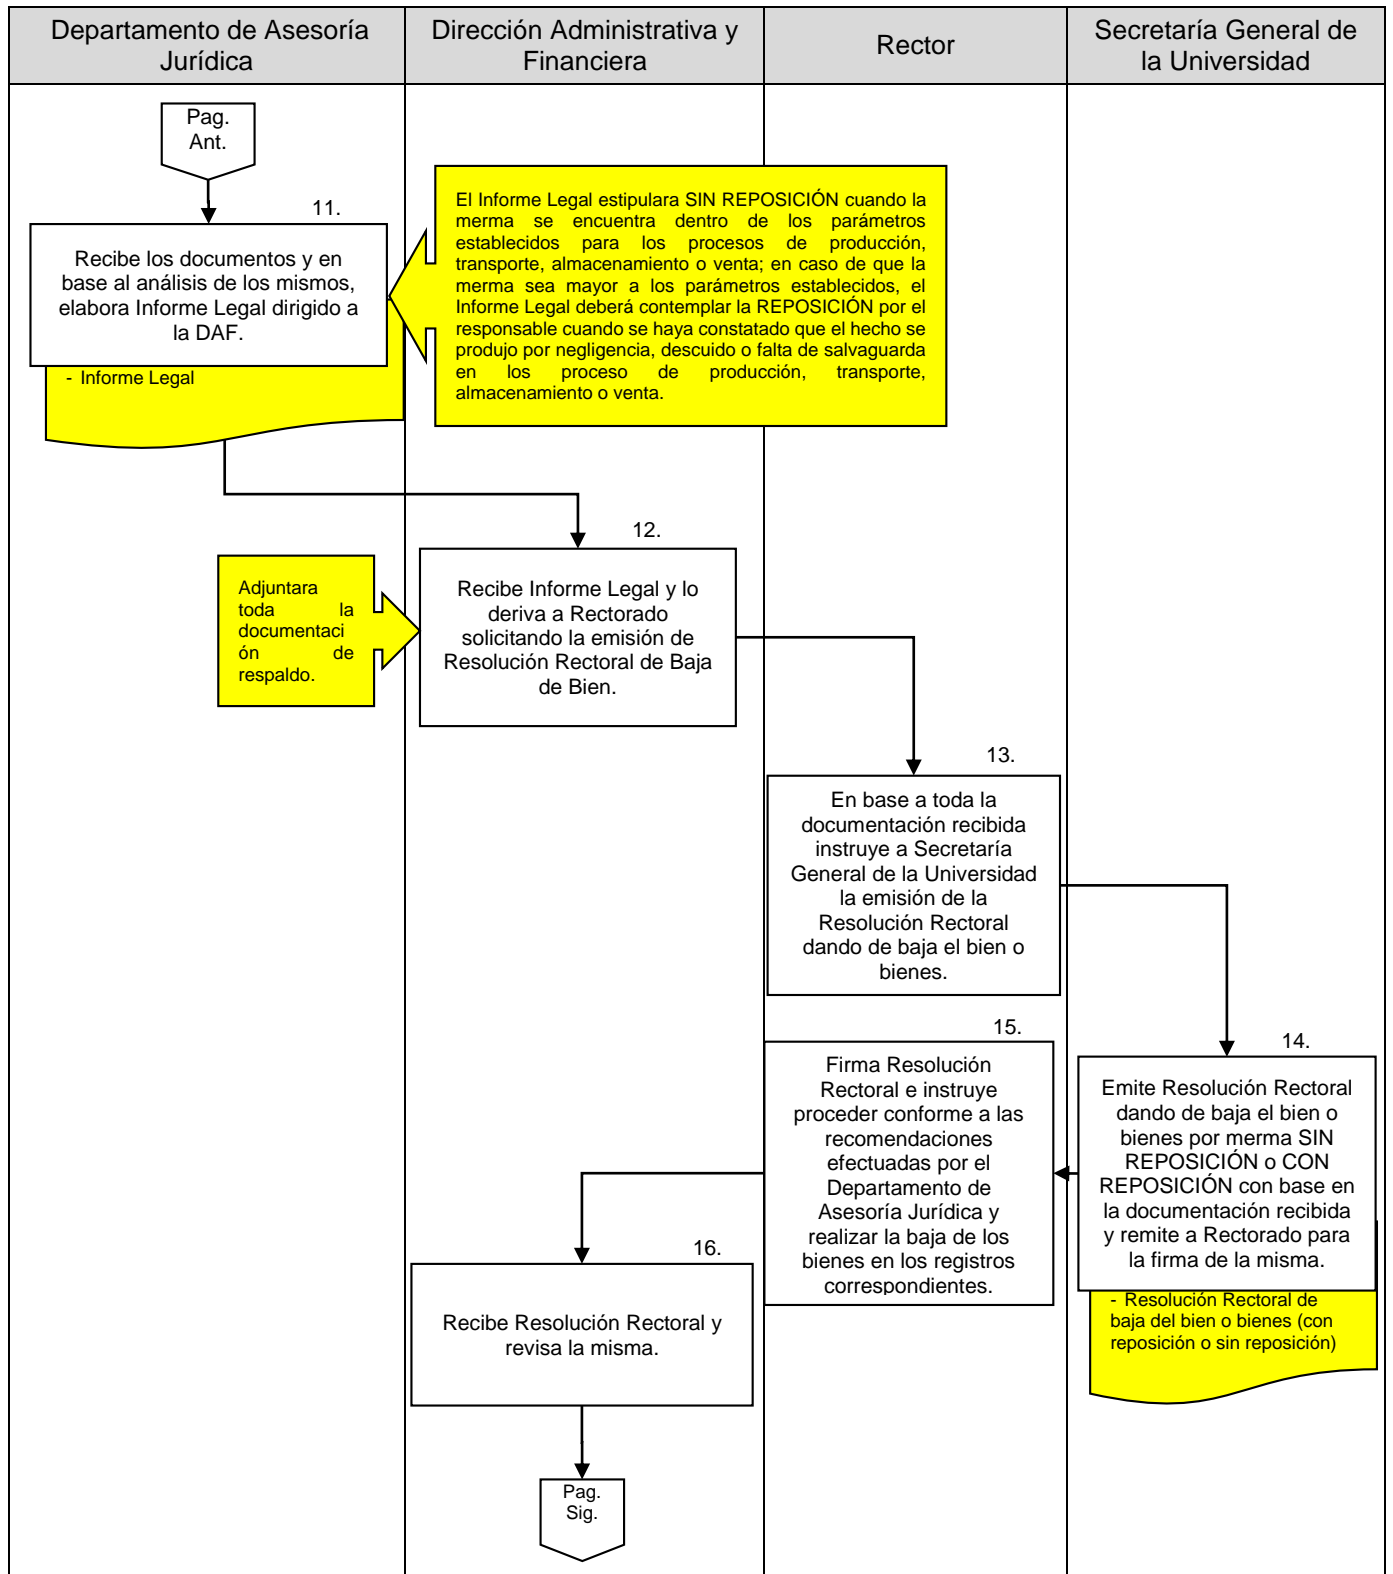 Departamento de Asesoría
Jurídica
Dirección Administrativa y
Financiera
Rector
Secretaría General de
la Universidad
Pag.
Ant.
11.
Recibe los documentos y en
base al análisis de los mismos,
elabora Informe Legal dirigido a
la DAF.
- Informe Legal
El Informe Legal estipulara SIN REPOSICIÓN cuando la
merma se encuentra dentro de los parámetros
establecidos para los procesos de producción,
transporte, almacenamiento o venta; en caso de que la
merma sea mayor a los parámetros establecidos, el
Informe Legal deberá contemplar la REPOSICIÓN por el
responsable cuando se haya constatado que el hecho se
produjo por negligencia, descuido o falta de salvaguarda
en los proceso de producción, transporte,
almacenamiento o venta.
12.
Adjuntara
toda la
documentaci
ón de
respaldo.
Recibe Informe Legal y lo
deriva a Rectorado
solicitando la emisión de
Resolución Rectoral de Baja
de Bien.
13.
En base a toda la
documentación recibida
instruye a Secretaría
General de la Universidad
la emisión de la
Resolución Rectoral
dando de baja el bien o
bienes.
14.
Emite Resolución Rectoral
dando de baja el bien o
bienes por merma SIN
REPOSICIÓN o CON
REPOSICIÓN con base en
la documentación recibida
y remite a Rectorado para
la firma de la misma.
- Resolución Rectoral de
baja del bien o bienes (con
reposición o sin reposición)
15.
Firma Resolución
Rectoral e instruye
proceder conforme a las
recomendaciones
efectuadas por el
Departamento de
Asesoría Jurídica y
realizar la baja de los
bienes en los registros
correspondientes.
16.
Recibe Resolución Rectoral y
revisa la misma.
Pag.
Sig.